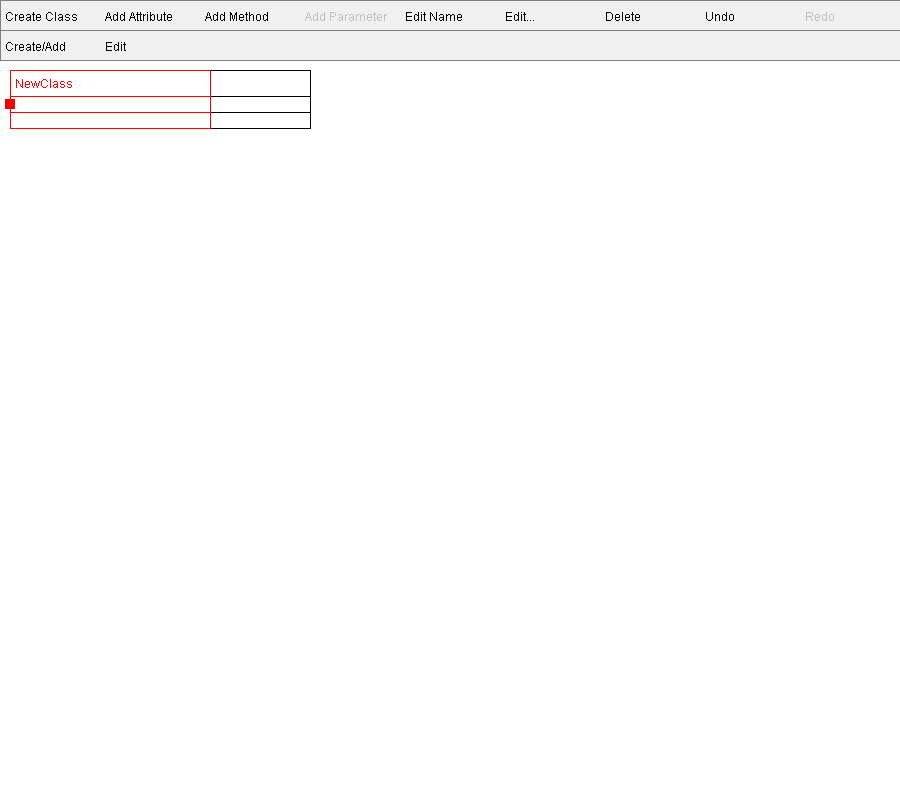 Create Class Add Attribute Add Method Add Parameter Edit Name Edit... Delete Undo Redo
Create/Add Edit
NewClass